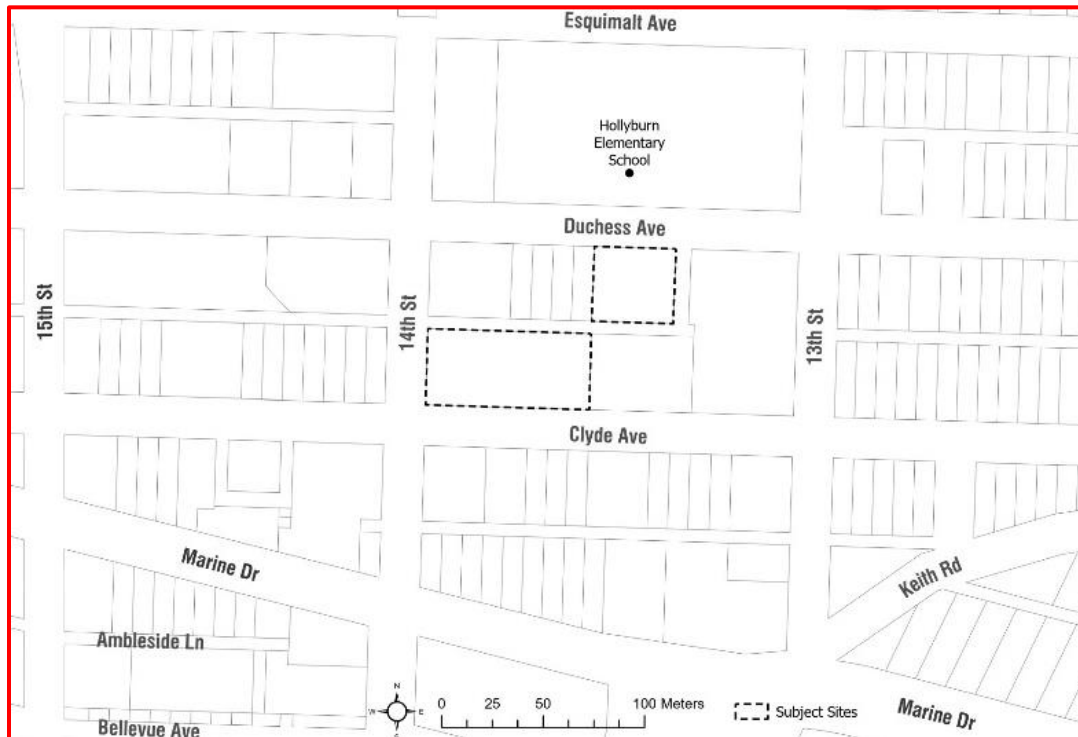 Esquimalt Ave
Hollyburn
Elementary
School
Duchess Ave
15th St
14th St
13th St
Clyde Ave
Marine Dr
Keith Rd
Ambleside Ln
N
W E
S
0 50 100 Meters
Subject Sites
Marine Dr
Bellevue Ave